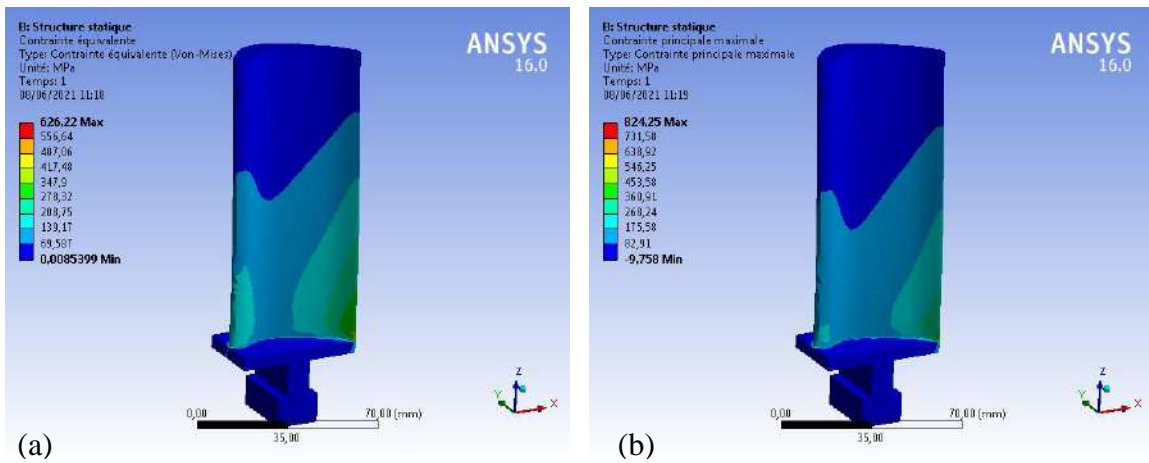 B: Structure statique
Contrainte équivalente
Type: Contrainte équivalente (Von-Mises)
Unité: MPa
Temps: 1
08/06/2021 11:18
626,22 Max
556,64
487,06
417,48
347,9
278,32
208,75
139,17
69,587
0,0085399 Min
ANSYS
16.0
Z
Y
X
0,00
70,00 (mm)
35,00
(a)
B: Structure statique
Contrainte principale maximale
Type: Contrainte principale maximale
Unité: MPa
Temps: 1
08/06/2021 11:19
824,25 Max
731,58
638,92
546,25
453,58
360,91
268,24
175,58
82,91
-9,758 Min
ANSYS
16.0
Z
Y
X
0,00
70,00 (mm)
35,00
(b)